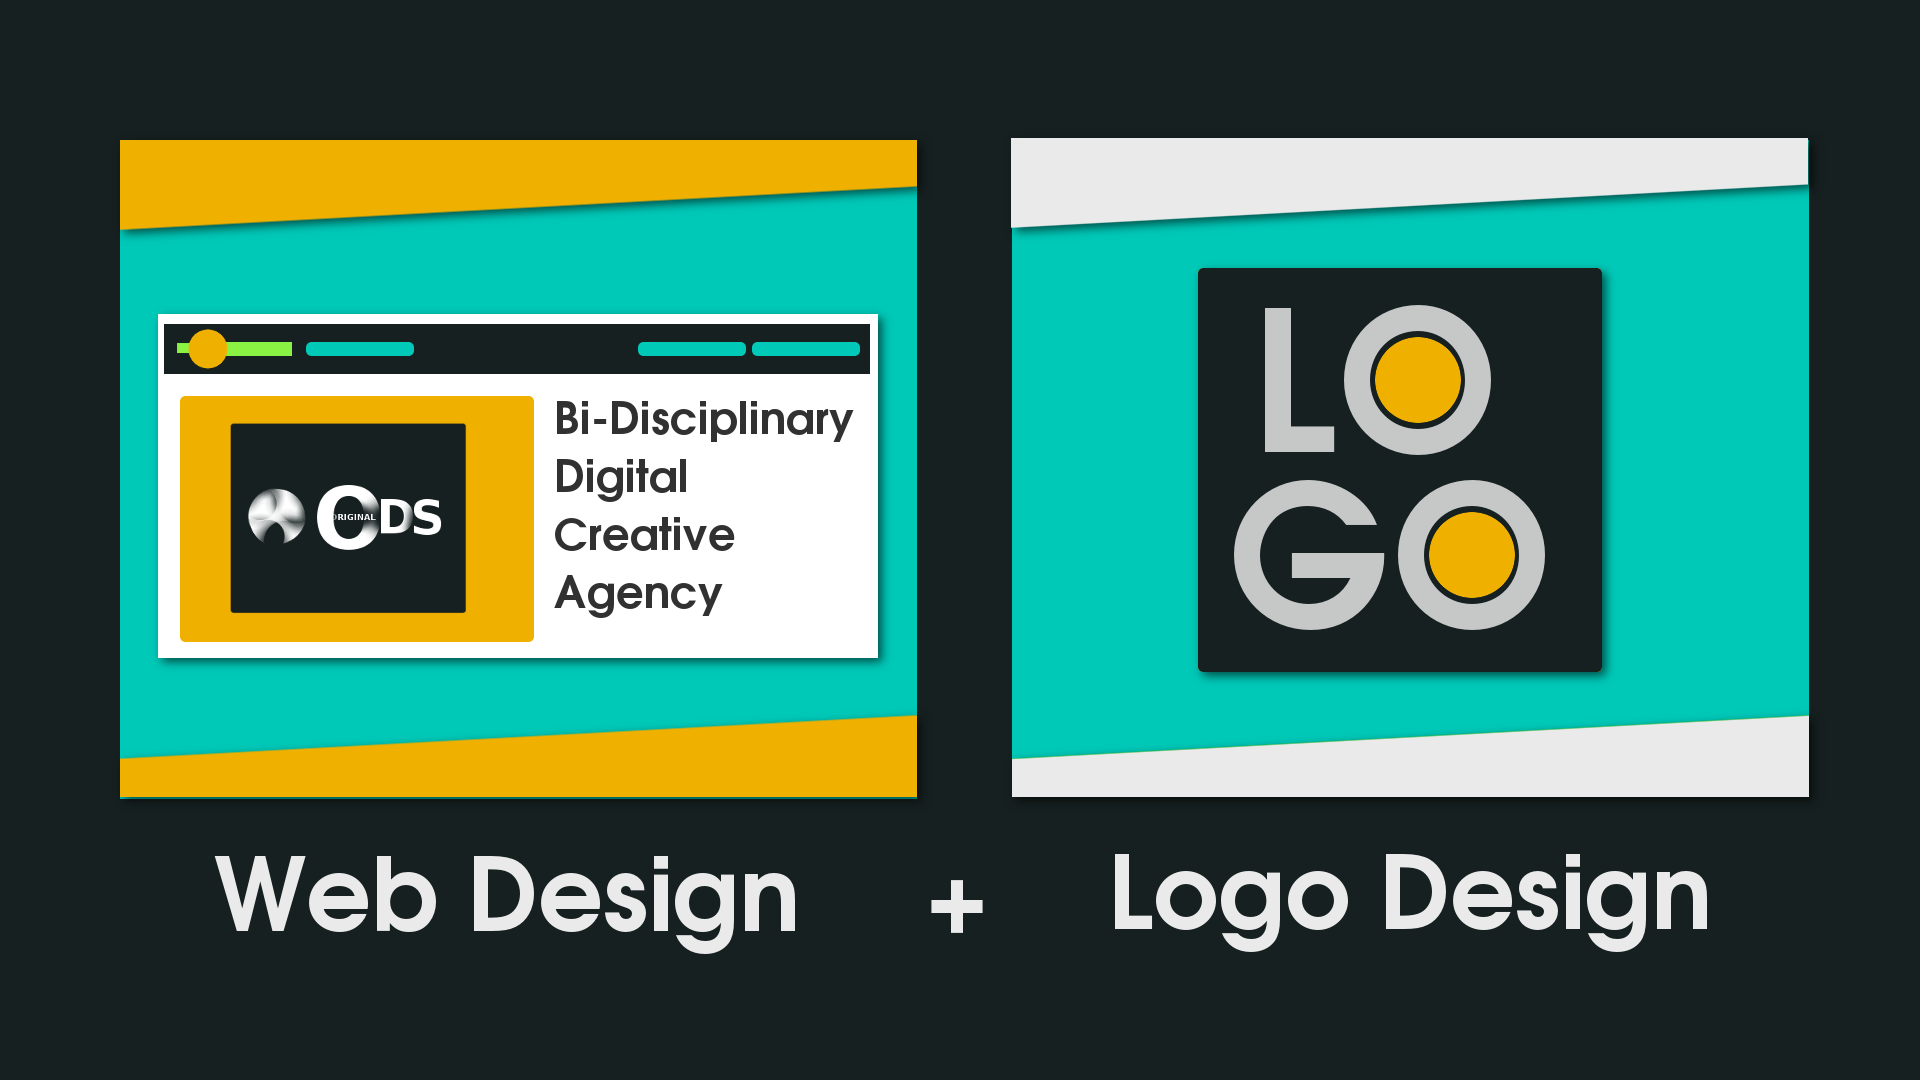 ORIGINAL
CDS
Bi-Disciplinary
Digital
Creative
Agency
LO
GO
Web Design + Logo Design